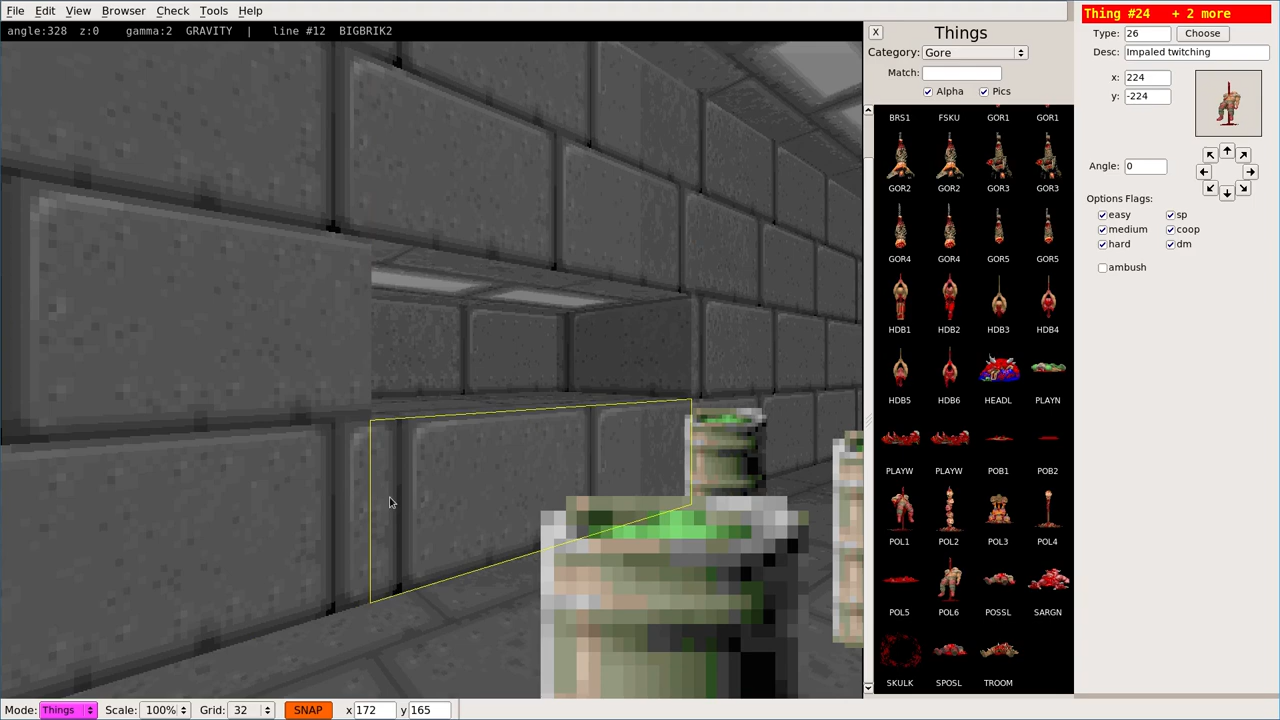 File Edit View Browser Check Tools Help
angle:328 z:0 gamma:2 GRAVITY | line #12 BIGBRIK2
X Things
Category: Gore
Match:
Alpha Pics
BRS1 FSKU GOR1 GOR1
GOR2 GOR2 GOR3 GOR3
GOR4 GOR4 GOR5 GOR5
HDB1 HDB2 HDB3 HDB4
HDB5 HDB6 HEADL PLAYN
PLAYW PLAYW POB1 POB2
POL1 POL2 POL3 POL4
POL5 POL6 POSSL SARGN
SKULK SPOSL TROOM
Thing #24 + 2 more
Type: 26 Choose
Desc: Impaled twitching
x: 224
y: -224
Angle: 0
Options Flags:
easy sp
medium coop
hard dm
ambush
Mode: Things Scale: 100% Grid: 32 SNAP x 172 y 165